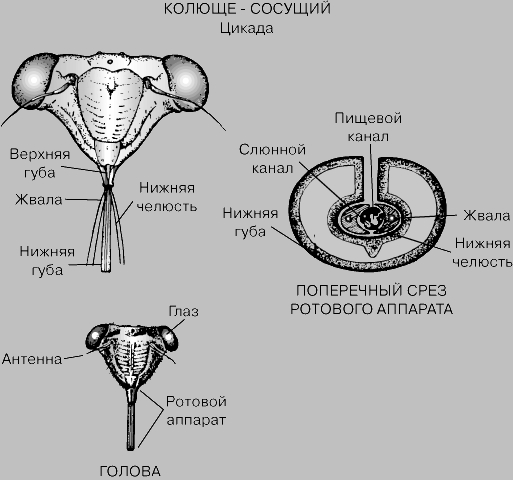 КОЛЮЩЕ - СОСУЩИЙ
Цикада
Верхняя
губа
Жвала
Нижняя
челюсть
Нижняя
губа
Пищевой
канал
Слюнной
канал
Нижняя
губа
Жвала
Нижняя
челюсть
ПОПЕРЕЧНЫЙ СРЕЗ
РОТОВОГО АППАРАТА
Глаз
Антенна
Ротовой
аппарат
ГОЛОВА